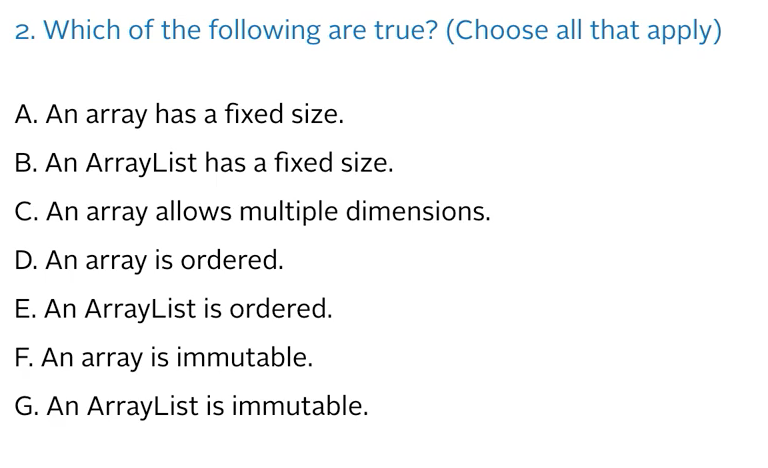 2. Which of the following are true? (Choose all that apply)
A. An array has a fixed size.
B. An ArrayList has a fixed size.
C. An array allows multiple dimensions.
D. An array is ordered.
E. An ArrayList is ordered.
F. An array is immutable.
G. An ArrayList is immutable.